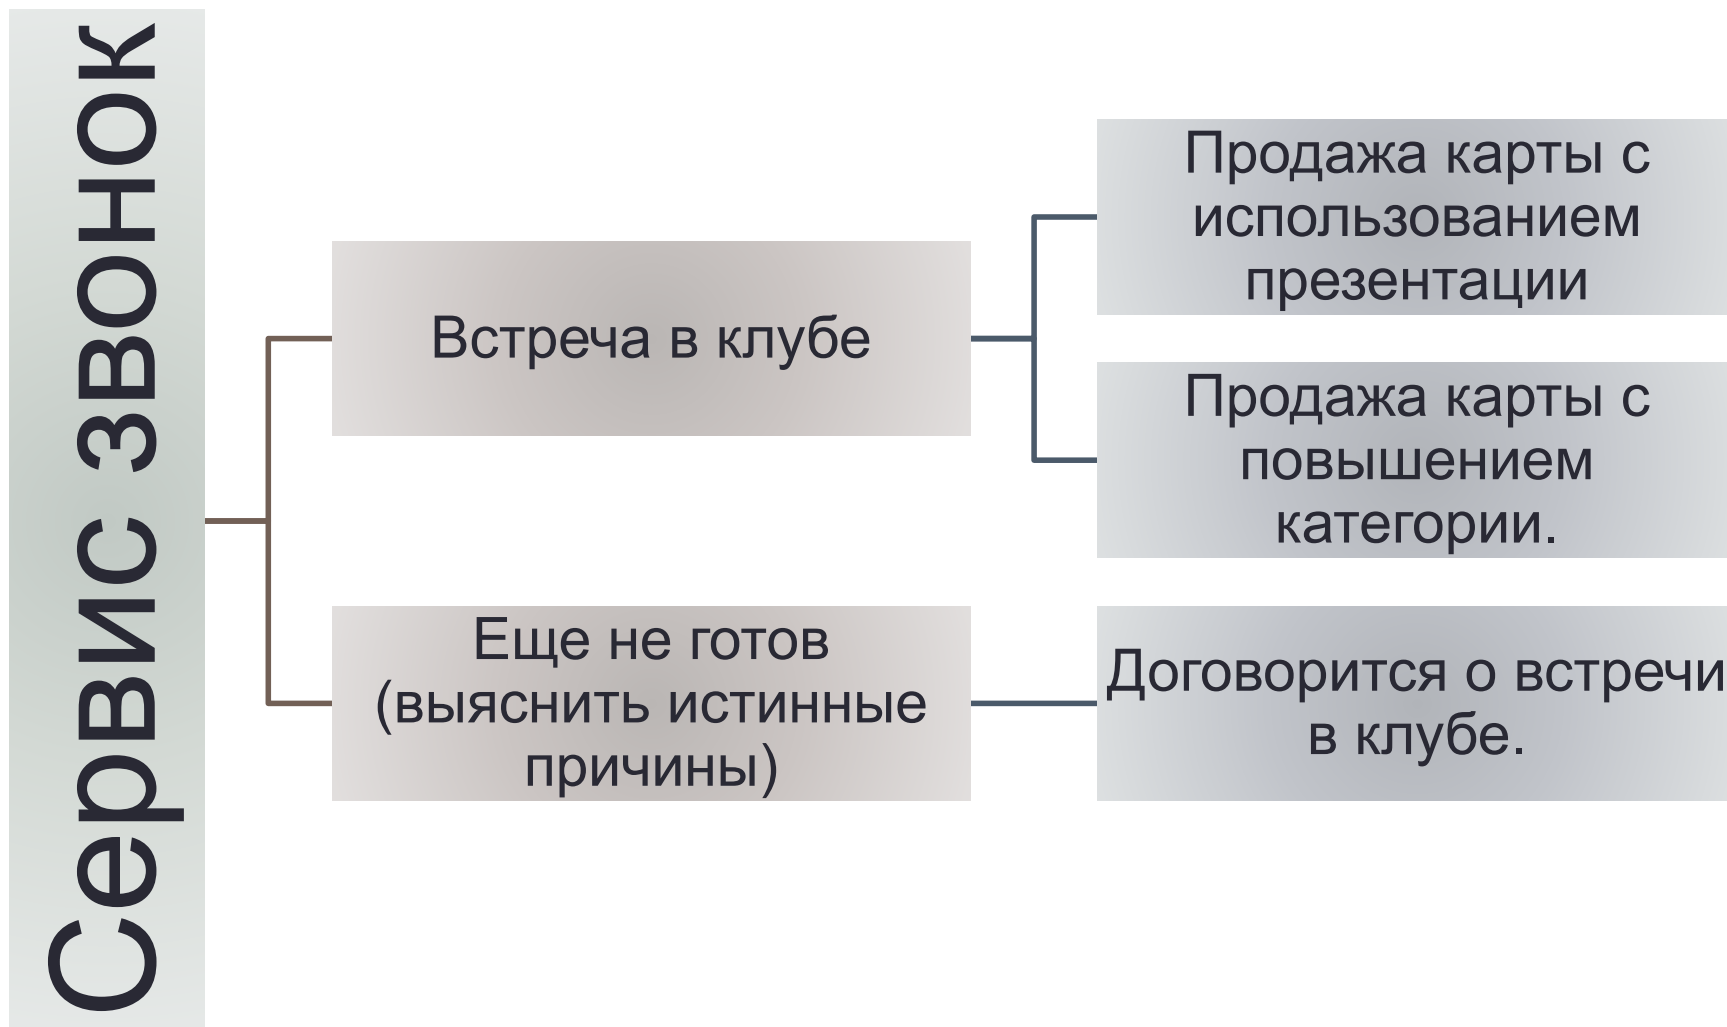 Сервис звонок
Встреча в клубе
Продажа карты с
использованием
презентации
Продажа карты с
повышением
категории.
Еще не готов
(выяснить истинные
причины)
Договорится о встречи
в клубе.